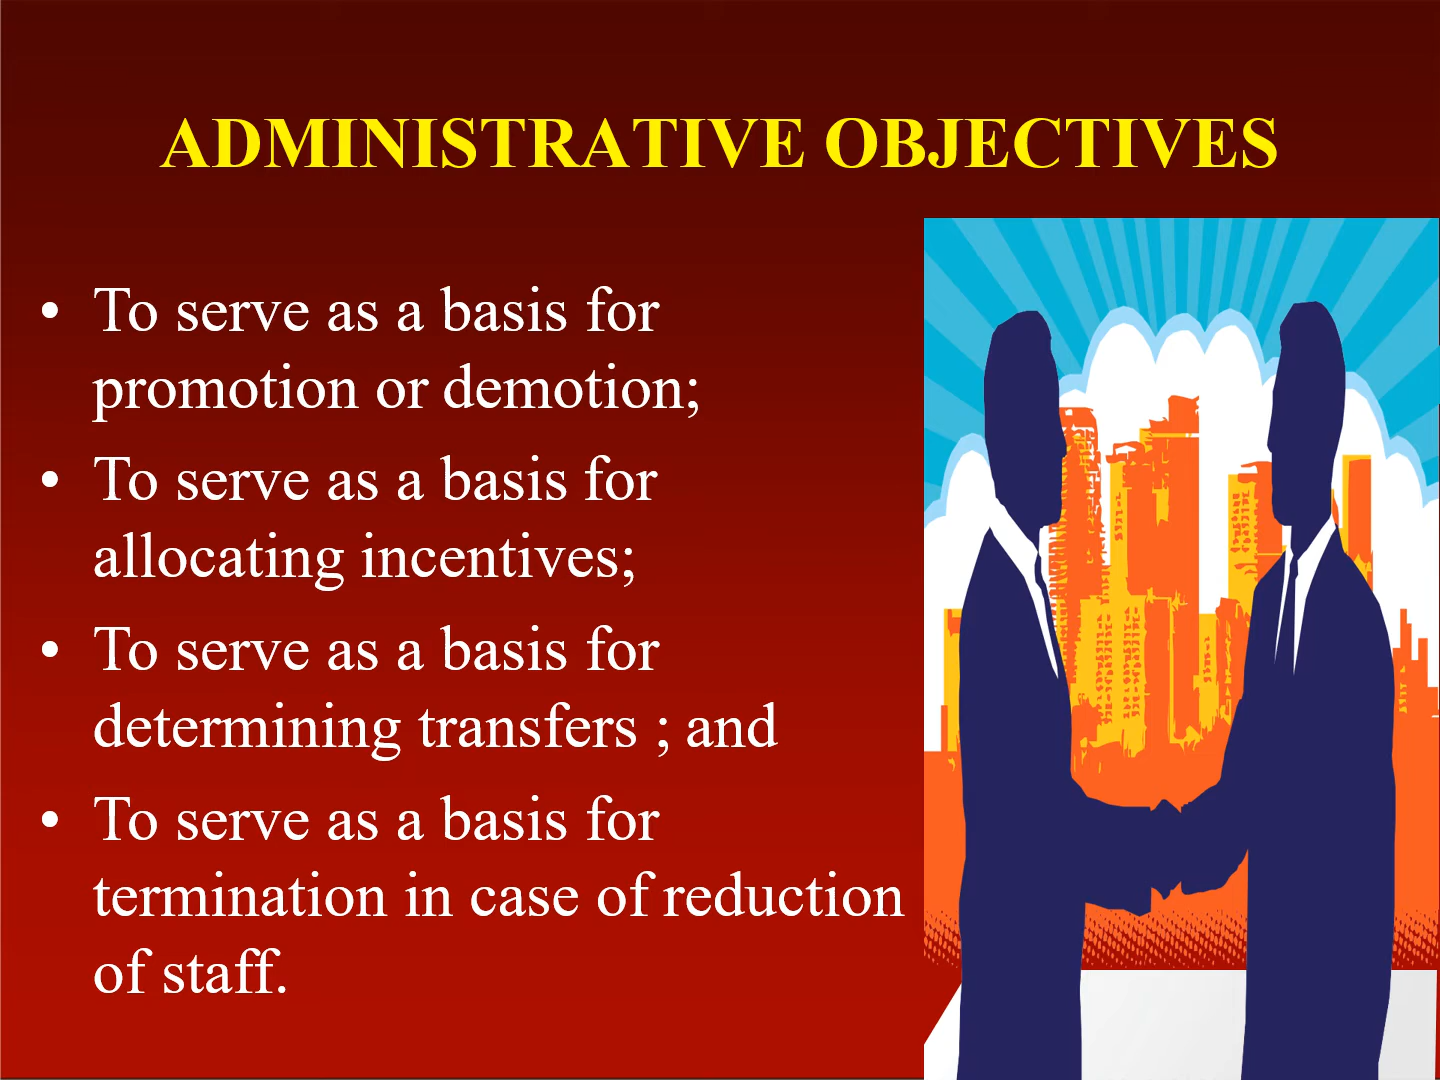 ADMINISTRATIVE OBJECTIVES
• To serve as a basis for
promotion or demotion;
• To serve as a basis for
allocating incentives;
• To serve as a basis for
determining transfers ; and
• To serve as a basis for
termination in case of reduction
of staff.